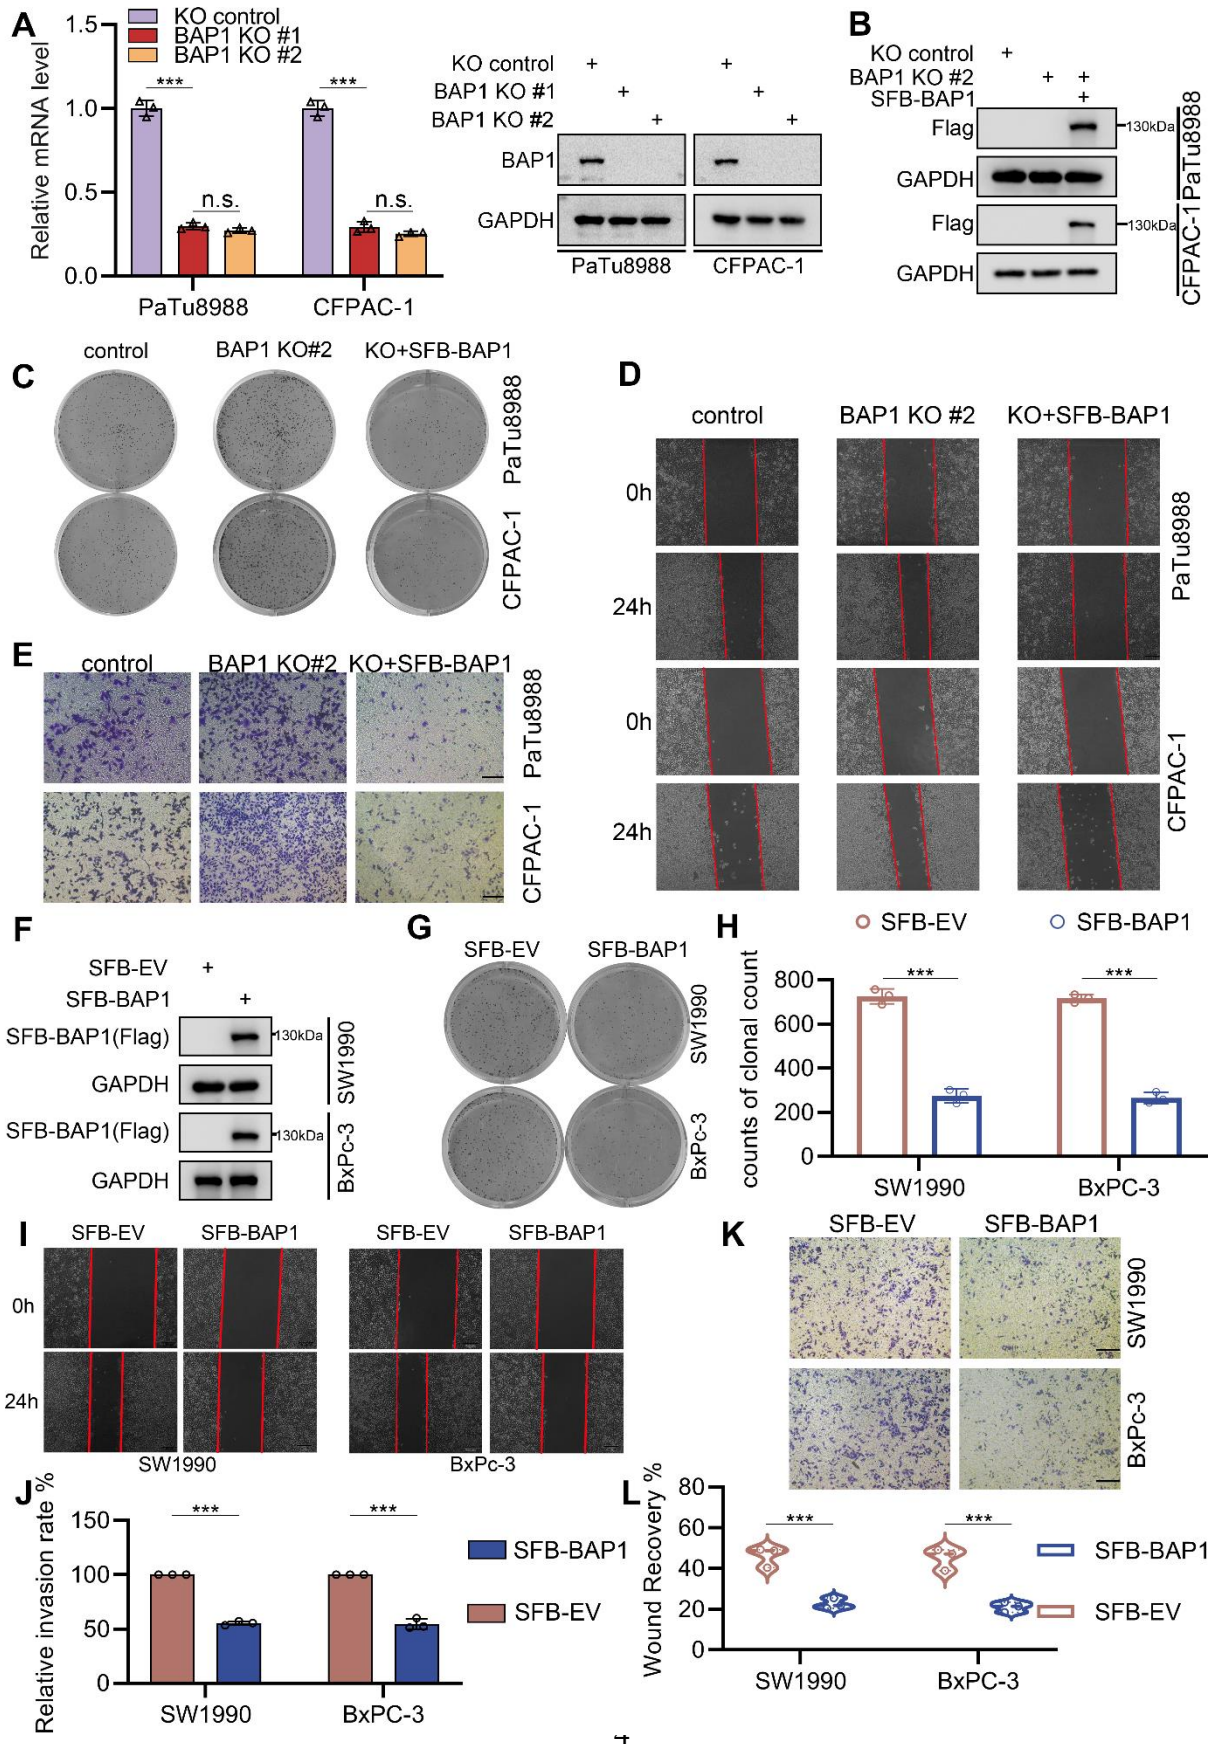 A
KO control
BAP1 KO #1
BAP1 KO #2
Relative mRNA level
1.5
1.0
0.5
0.0
***
***
n.s.
n.s.
PaTu8988
CFPAC-1
KO control + +
BAP1 KO #1 + +
BAP1 KO #2 + +
BAP1
GAPDH
PaTu8988 CFPAC-1
B
KO control +
BAP1 KO #2 + +
SFB-BAP1 +
Flag 130kDa
GAPDH
PaTu8988
Flag 130kDa
GAPDH
CFPAC-1
C
control BAP1 KO#2 KO+SFB-BAP1
PaTu8988
CFPAC-1
D
control BAP1 KO #2 KO+SFB-BAP1
0h
24h
PaTu8988
0h
24h
CFPAC-1
E
control BAP1 KO#2 KO+SFB-BAP1
PaTu8988
CFPAC-1
F
SFB-EV +
SFB-BAP1 +
SFB-BAP1(Flag) 130kDa
GAPDH
SW1990
SFB-BAP1(Flag) 130kDa
GAPDH
BxPc-3
G
SFB-EV SFB-BAP1
SW1990
BxPc-3
H
SFB-EV SFB-BAP1
counts of clonal count
800
600
400
200
0
*** ***
SW1990 BxPC-3
I
SFB-EV SFB-BAP1 SFB-EV SFB-BAP1
0h
24h
SW1990 BxPc-3
J
Relative invasion rate %
150
100
50
0
*** ***
SW1990 BxPC-3
SFB-BAP1
SFB-EV
K
SFB-EV SFB-BAP1
SW1990
BxPc-3
L
Wound Recovery %
80
60
40
20
0
*** ***
SW1990 BxPC-3
SFB-BAP1
SFB-EV